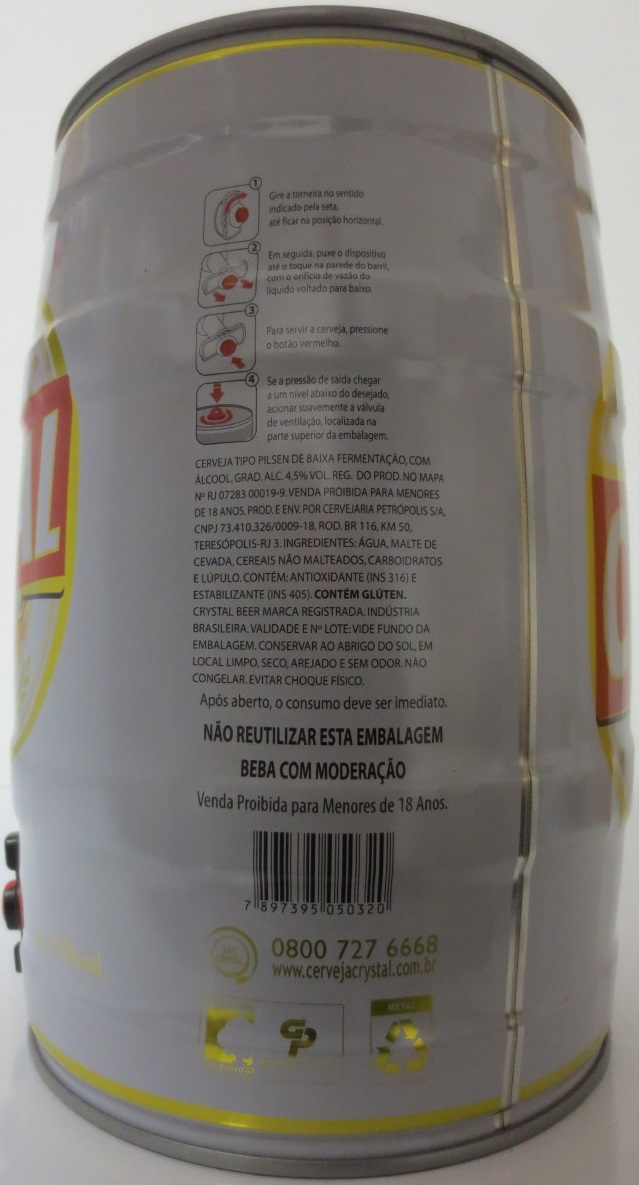 1
Gire a torneira no sentido
indicado pela seta,
até ficar na posição horizontal.
2
Em seguida, puxe o dispositivo
até o toque na parede do barril,
com o orifício de vazão do
líquido voltado para baixo.
3
Para servir a cerveja, pressione
o botão vermelho.
4
Se a pressão de saída chegar
a um nível abaixo do desejado,
acionar suavemente a válvula
de ventilação, localizada na
parte superior da embalagem.
CERVEJA TIPO PILSEN DE BAIXA FERMENTAÇÃO, COM
ÁLCOOL. GRAD. ALC. 4,5% VOL. REG. DO PROD. NO MAPA
Nº RJ 07283 00019-9. VENDA PROIBIDA PARA MENORES
DE 18 ANOS. PROD. E ENV. POR CERVEJARIA PETRÓPOLIS S/A,
CNPJ 73.410.326/0009-18, ROD. BR 116, KM 50,
TERESÓPOLIS-RJ 3. INGREDIENTES: ÁGUA, MALTE DE
CEVADA, CEREAIS NÃO MALTEADOS, CARBOIDRATOS
E LÚPULO. CONTÉM: ANTIOXIDANTE (INS 316) E
ESTABILIZANTE (INS 405). CONTÉM GLÚTEN.
CRYSTAL BEER MARCA REGISTRADA. INDÚSTRIA
BRASILEIRA. VALIDADE E Nº LOTE: VIDE FUNDO DA
EMBALAGEM. CONSERVAR AO ABRIGO DO SOL, EM
LOCAL LIMPO, SECO, AREJADO E SEM ODOR. NÃO
CONGELAR. EVITAR CHOQUE FÍSICO.
Após aberto, o consumo deve ser imediato.
NÃO REUTILIZAR ESTA EMBALAGEM
BEBA COM MODERAÇÃO
Venda Proibida para Menores de 18 Anos.
7 897395 050320
SAC
CRYSTAL
0800 727 6668
www.cervejacrystal.com.br
GP
METAL
AL